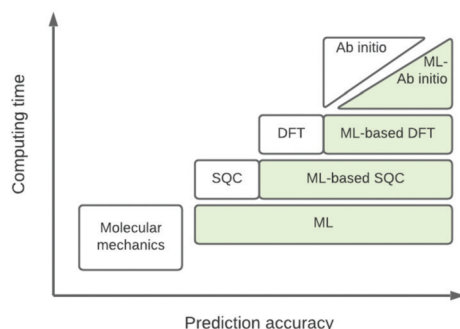 Computing time
Ab initio
ML-
Ab initio
DFT
ML-based DFT
SQC
ML-based SQC
Molecular
mechanics
ML
Prediction accuracy